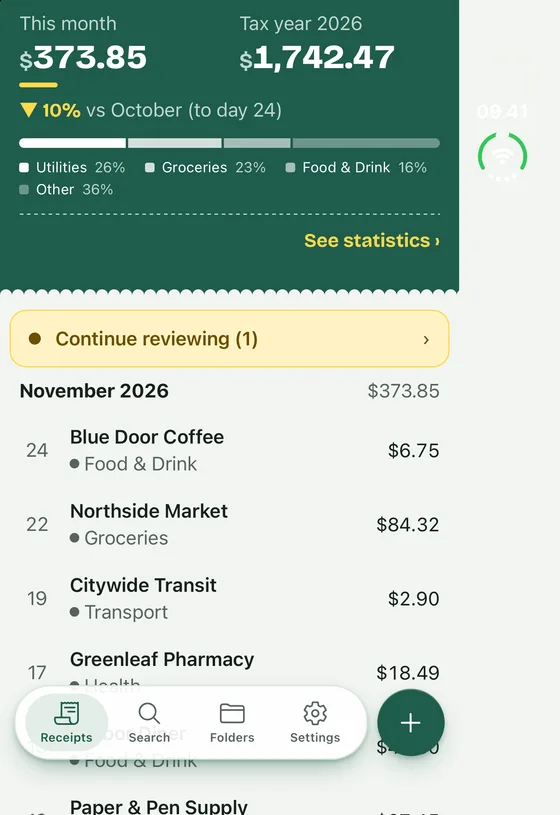 This month
Tax year 2026
$373.85
$1,742.47
09.41
▼ 10% vs October (to day 24)
Utilities 26% Groceries 23% Food & Drink 16%
Other 36%
See statistics ›
Continue reviewing (1) ›
November 2026 $373.85
24 Blue Door Coffee $6.75
Food & Drink
22 Northside Market $84.32
Groceries
19 Citywide Transit $2.90
Transport
17 Greenleaf Pharmacy $18.49
Health
Diner
Receipts Search Folders Settings
+
Food & Drink
Paper & Pen Supply